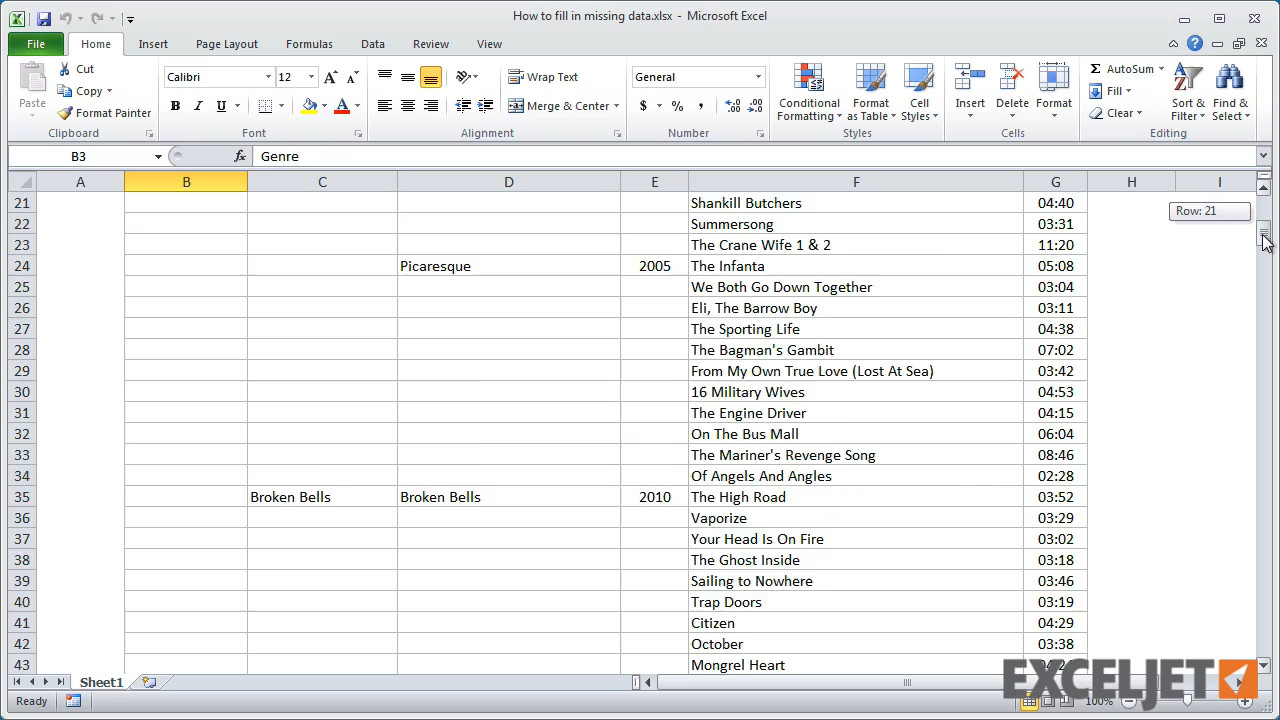 How to fill in missing data.xlsx - Microsoft Excel
File Home Insert Page Layout Formulas Data Review View
Paste Cut Copy Format Painter Clipboard
Calibri 12 B I U A Font
Wrap Text Merge & Center Alignment
General $ % , Number
Conditional Formatting Format as Table Cell Styles Styles
Insert Delete Format Cells
Σ AutoSum Fill Clear Sort & Filter Find & Select Editing
B3 fx Genre
A B C D E F G H I
21 Shankill Butchers 04:40
Row: 21
22 Summersong 03:31
23 The Crane Wife 1 & 2 11:20
24 Picaresque 2005 The Infanta 05:08
25 We Both Go Down Together 03:04
26 Eli, The Barrow Boy 03:11
27 The Sporting Life 04:38
28 The Bagman's Gambit 07:02
29 From My Own True Love (Lost At Sea) 03:42
30 16 Military Wives 04:53
31 The Engine Driver 04:15
32 On The Bus Mall 06:04
33 The Mariner's Revenge Song 08:46
34 Of Angels And Angles 02:28
35 Broken Bells Broken Bells 2010 The High Road 03:52
36 Vaporize 03:29
37 Your Head Is On Fire 03:02
38 The Ghost Inside 03:18
39 Sailing to Nowhere 03:46
40 Trap Doors 03:19
41 Citizen 04:29
42 October 03:38
43 Mongrel Heart
EXCELJET
Sheet1
Ready 100%